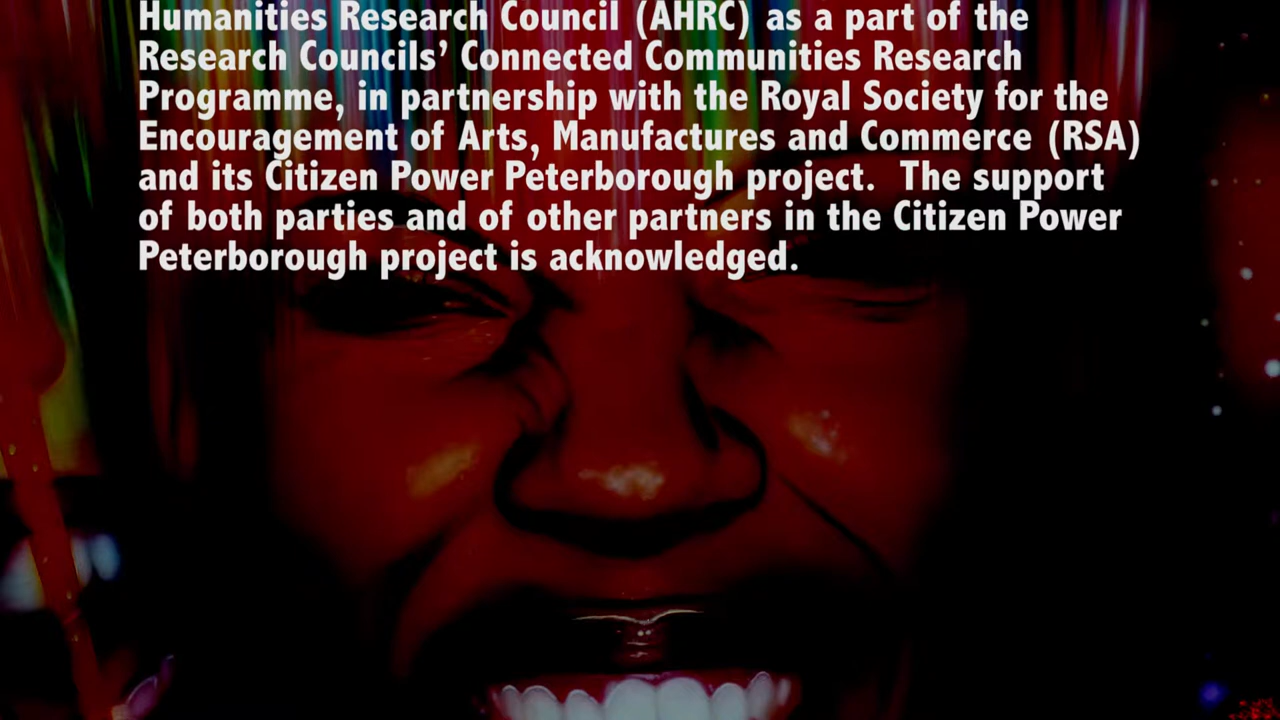 Humanities Research Council (AHRC) as a part of the
Research Councils’ Connected Communities Research
Programme, in partnership with the Royal Society for the
Encouragement of Arts, Manufactures and Commerce (RSA)
and its Citizen Power Peterborough project.  The support
of both parties and of other partners in the Citizen Power
Peterborough project is acknowledged.